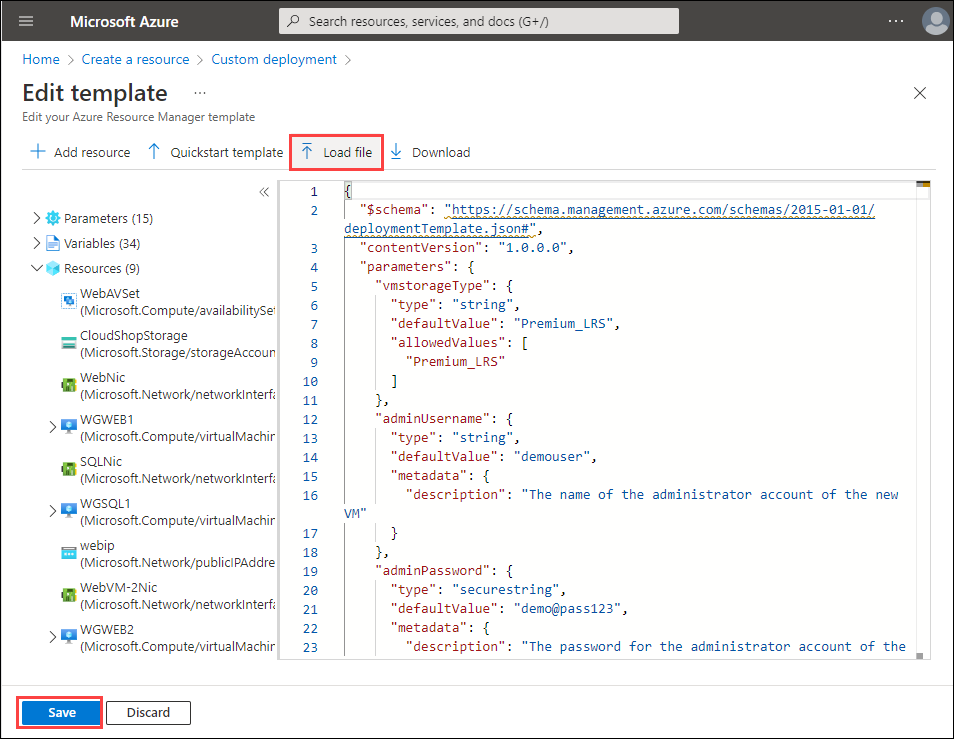 Microsoft Azure
Search resources, services, and docs (G+/)
...
Home > Create a resource > Custom deployment >
Edit template ...
Edit your Azure Resource Manager template
Add resource Quickstart template Load file Download
Parameters (15)
Variables (34)
Resources (9)
WebAVSet
(Microsoft.Compute/availabilitySet
CloudShopStorage
(Microsoft.Storage/storageAccoun
WebNic
(Microsoft.Network/networkInterfa
WGWEB1
(Microsoft.Compute/virtualMachin
SQLNic
(Microsoft.Network/networkInterfa
WGSQL1
(Microsoft.Compute/virtualMachin
webip
(Microsoft.Network/publicIPAddre
WebVM-2Nic
(Microsoft.Network/networkInterfa
WGWEB2
(Microsoft.Compute/virtualMachin
1 {
2 "$schema": "https://schema.management.azure.com/schemas/2015-01-01/
deploymentTemplate.json#",
3 "contentVersion": "1.0.0.0",
4 "parameters": {
5 "vmstorageType": {
6 "type": "string",
7 "defaultValue": "Premium_LRS",
8 "allowedValues": [
9 "Premium_LRS"
10 ]
11 },
12 "adminUsername": {
13 "type": "string",
14 "defaultValue": "demouser",
15 "metadata": {
16 "description": "The name of the administrator account of the new
VM"
17 }
18 },
19 "adminPassword": {
20 "type": "securestring",
21 "defaultValue": "demo@pass123",
22 "metadata": {
23 "description": "The password for the administrator account of the
Save Discard